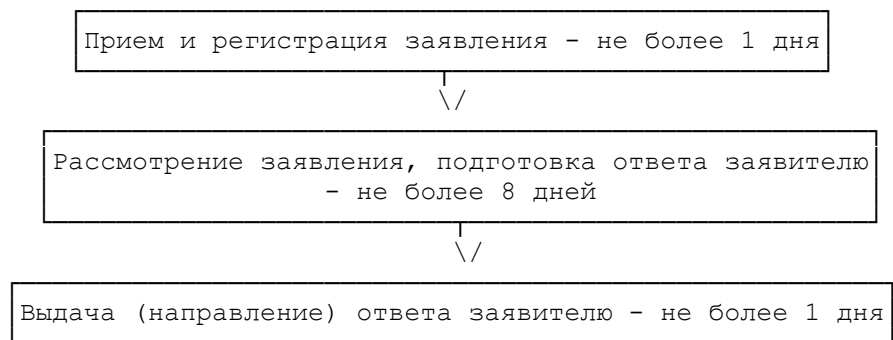 Прием и регистрация заявления - не более 1 дня
\/
Рассмотрение заявления, подготовка ответа заявителю
- не более 8 дней
\/
Выдача (направление) ответа заявителю - не более 1 дня